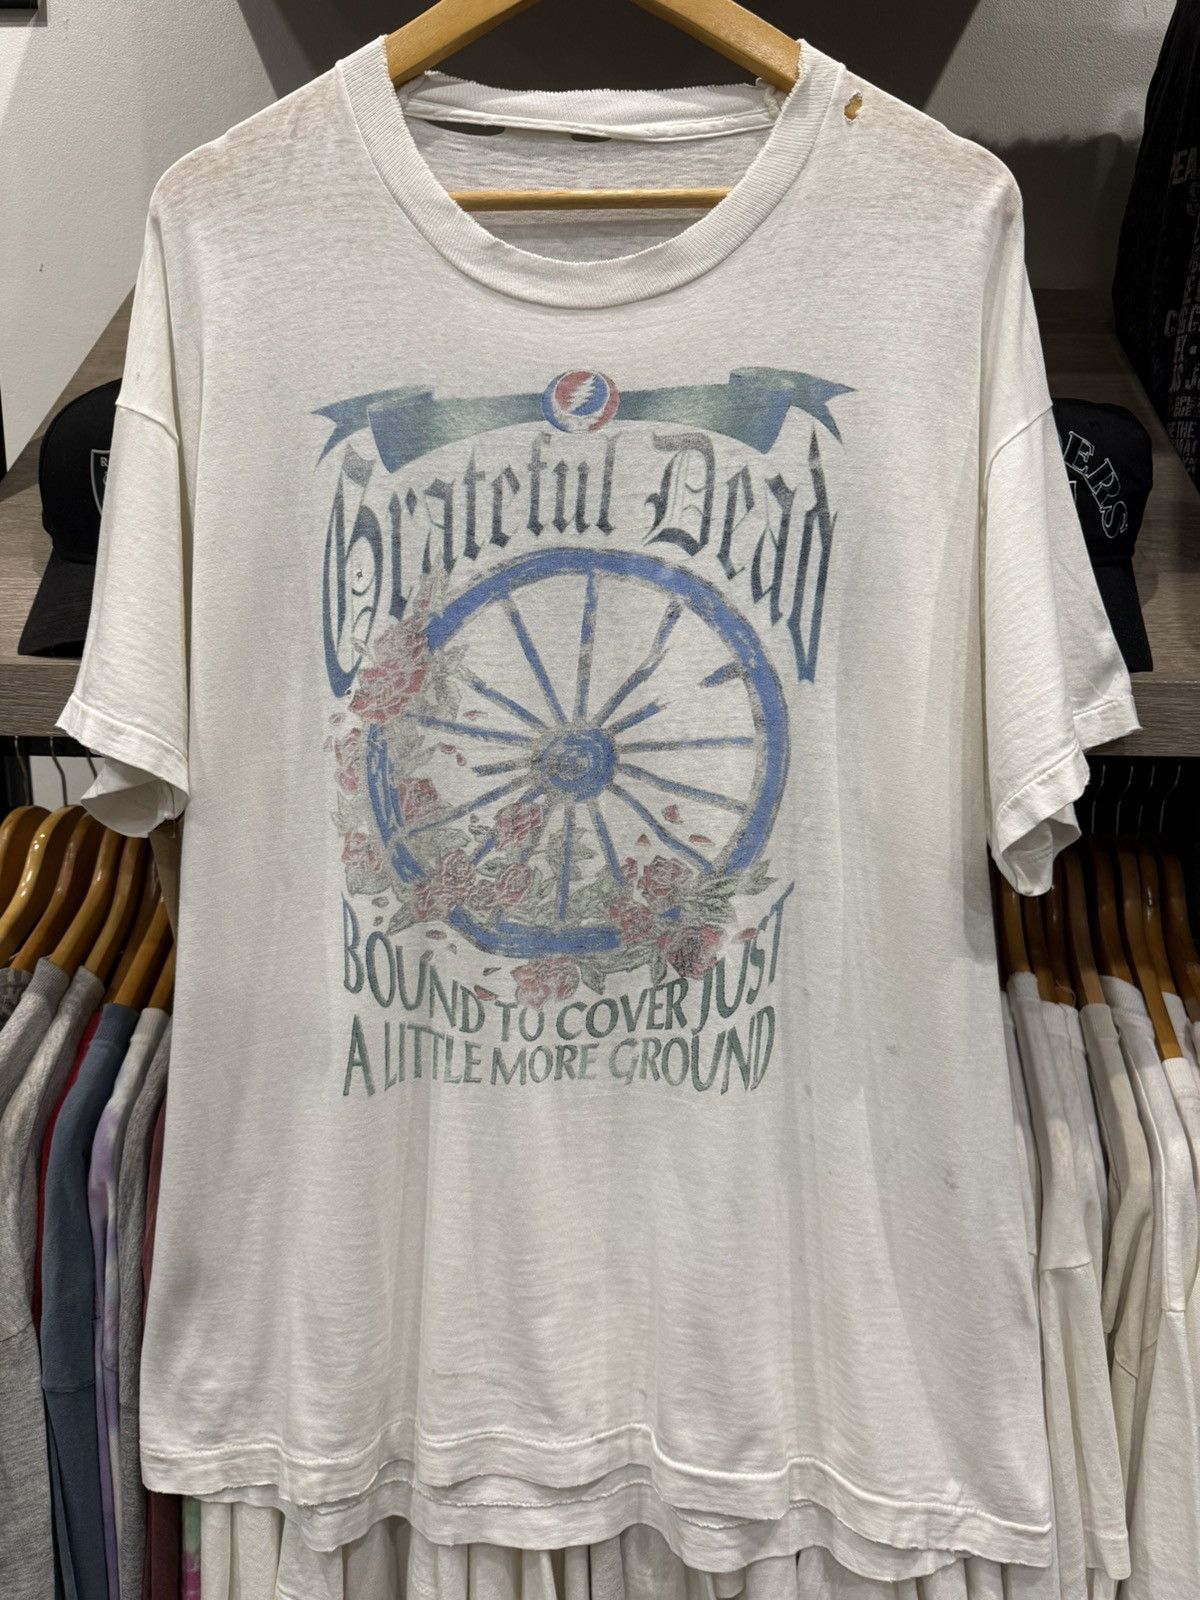 Grateful Dead
BOUND TO COVER JUST
A LITTLE MORE GROUND